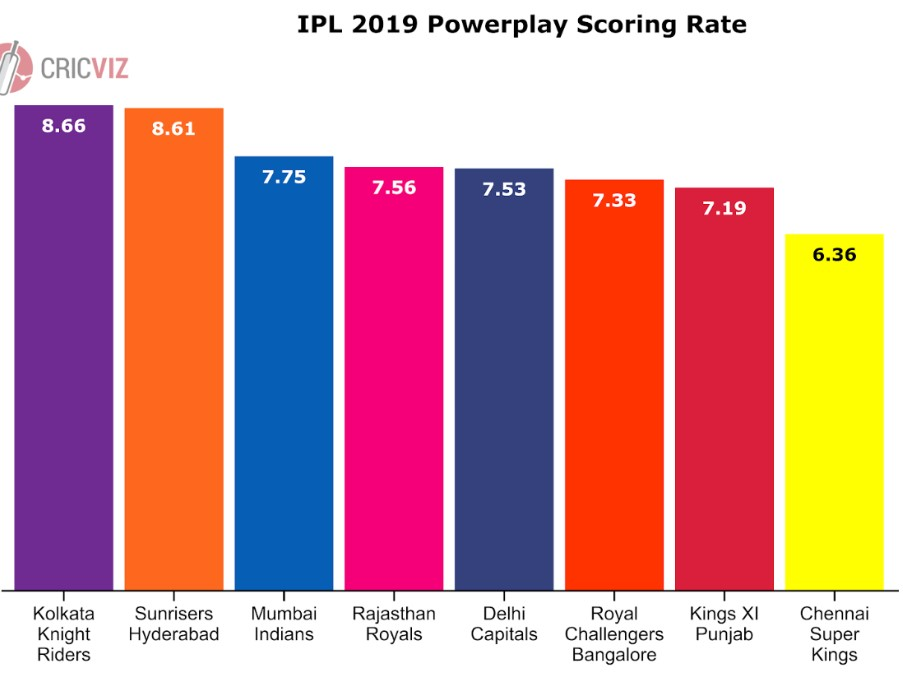 IPL 2019 Powerplay Scoring Rate
CRICVIZ
8.66
8.61
7.75
7.56
7.53
7.33
7.19
6.36
Kolkata
Knight
Riders
Sunrisers
Hyderabad
Mumbai
Indians
Rajasthan
Royals
Delhi
Capitals
Royal
Challengers
Bangalore
Kings XI
Punjab
Chennai
Super
Kings